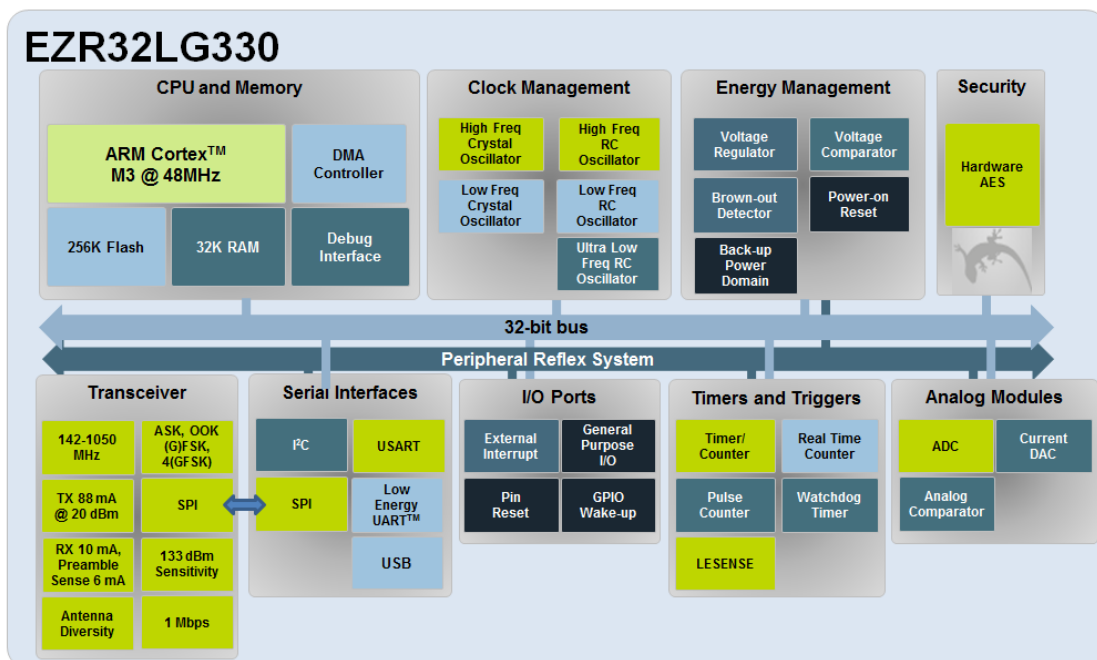 EZR32LG330
CPU and Memory
ARM Cortex™
M3 @ 48MHz
DMA
Controller
256K Flash
32K RAM
Debug
Interface
Clock Management
High Freq
Crystal
Oscillator
High Freq
RC
Oscillator
Low Freq
Crystal
Oscillator
Low Freq
RC
Oscillator
Ultra Low
Freq RC
Oscillator
Energy Management
Voltage
Regulator
Voltage
Comparator
Brown-out
Detector
Power-on
Reset
Back-up
Power
Domain
Security
Hardware
AES
32-bit bus
Peripheral Reflex System
Transceiver
142-1050
MHz
ASK, OOK
(G)FSK,
4(GFSK)
TX 88 mA
@ 20 dBm
SPI
RX 10 mA,
Preamble
Sense 6 mA
133 dBm
Sensitivity
Antenna
Diversity
1 Mbps
Serial Interfaces
I²C
USART
SPI
Low
Energy
UART™
USB
I/O Ports
External
Interrupt
General
Purpose
I/O
Pin
Reset
GPIO
Wake-up
Timers and Triggers
Timer/
Counter
Real Time
Counter
Pulse
Counter
Watchdog
Timer
LESENSE
Analog Modules
ADC
Current
DAC
Analog
Comparator